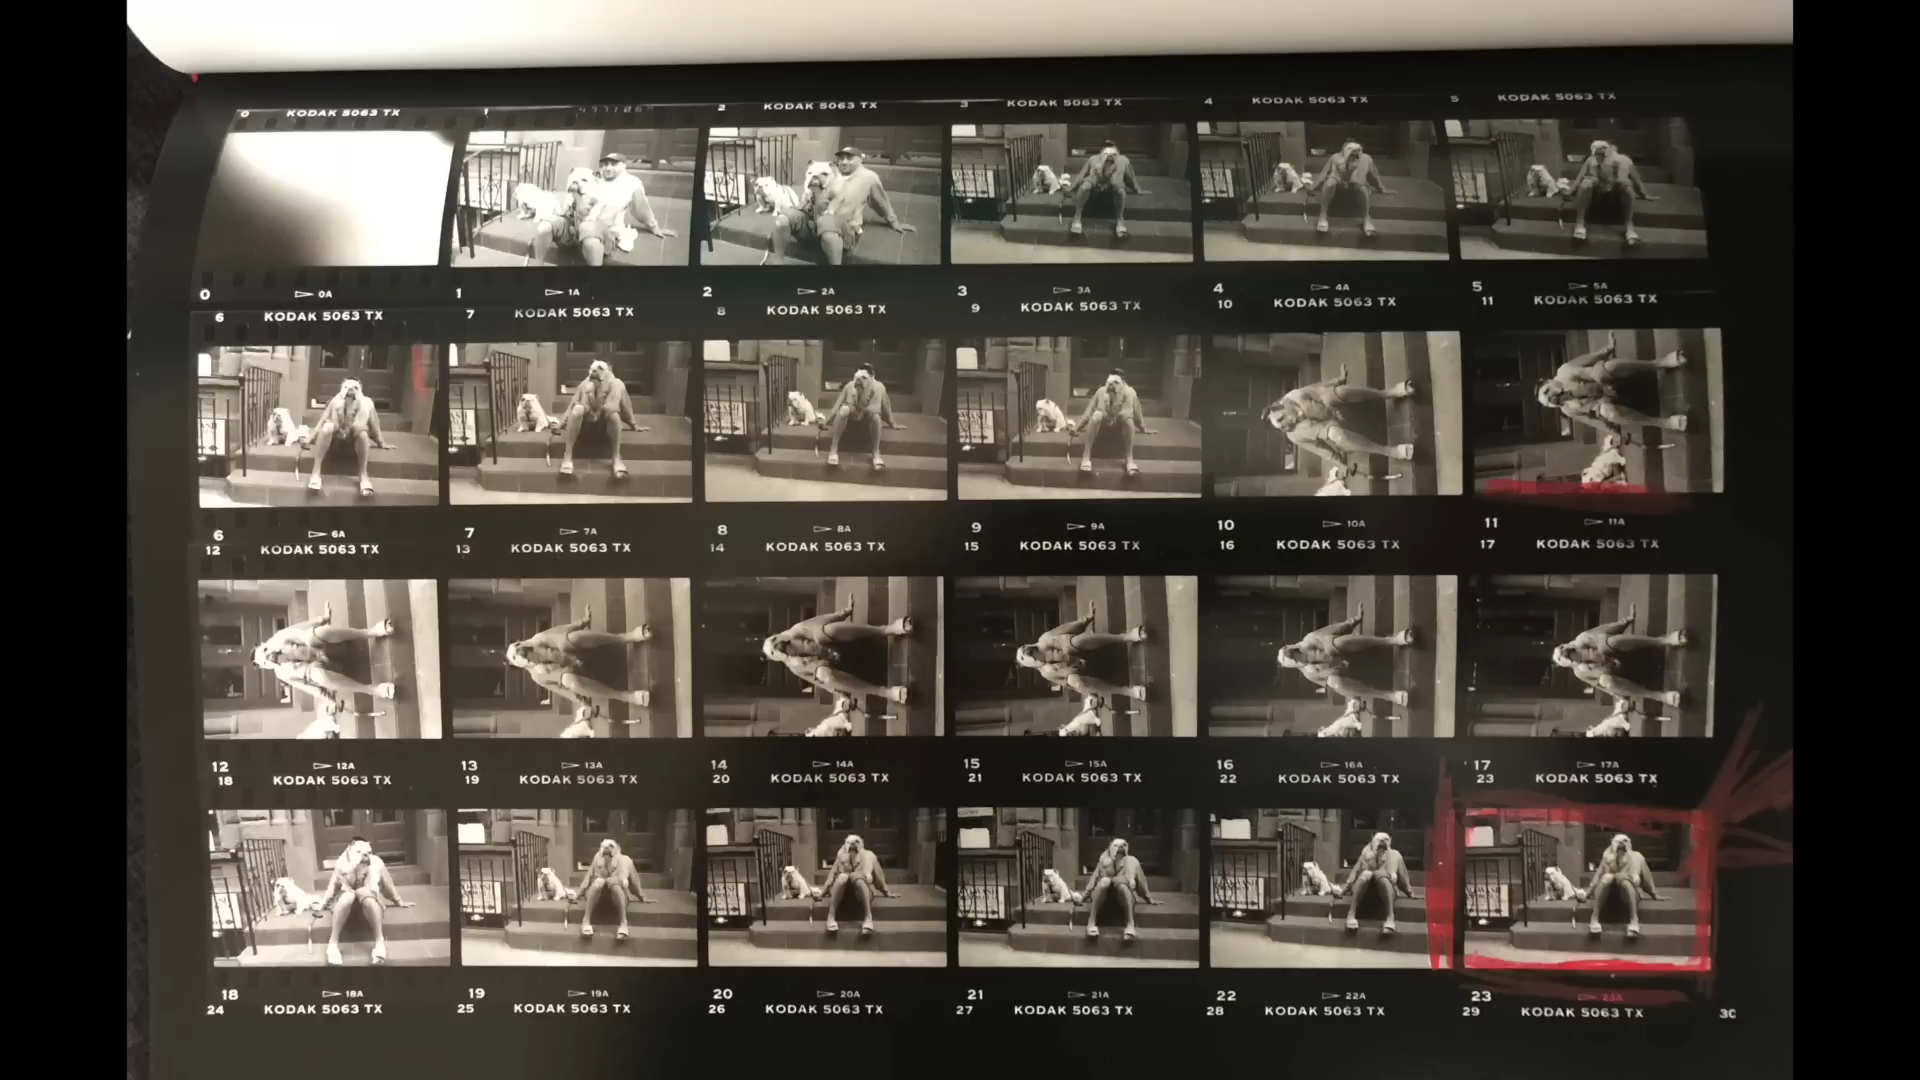 0 KODAK 5063 TX 1 2 KODAK 5063 TX 3 KODAK 5063 TX 4 KODAK 5063 TX 5 KODAK 5063 TX
0 0A 1 1A 2 2A 3 3A 4 4A 5 5A
6 KODAK 5063 TX 7 KODAK 5063 TX 8 KODAK 5063 TX 9 KODAK 5063 TX 10 KODAK 5063 TX 11 KODAK 5063 TX
6 6A 7 7A 8 8A 9 9A 10 10A 11 11A
12 KODAK 5063 TX 13 KODAK 5063 TX 14 KODAK 5063 TX 15 KODAK 5063 TX 16 KODAK 5063 TX 17 KODAK 5063 TX
12 12A 13 13A 14 14A 15 15A 16 16A 17 17A
18 KODAK 5063 TX 19 KODAK 5063 TX 20 KODAK 5063 TX 21 KODAK 5063 TX 22 KODAK 5063 TX 23 KODAK 5063 TX
18 18A 19 19A 20 20A 21 21A 22 22A 23 23A
24 KODAK 5063 TX 25 KODAK 5063 TX 26 KODAK 5063 TX 27 KODAK 5063 TX 28 KODAK 5063 TX 29 KODAK 5063 TX 30